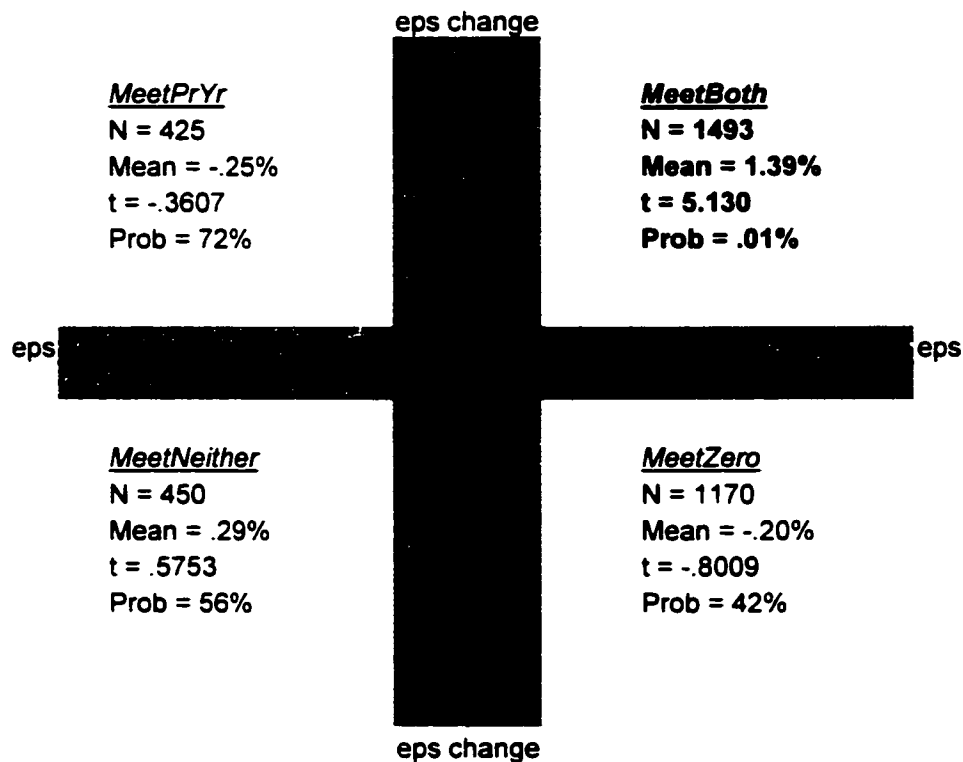 eps change
MeetPrYr
N = 425
Mean = -.25%
t = -.3607
Prob = 72%
MeetBoth
N = 1493
Mean = 1.39%
t = 5.130
Prob = .01%
eps
eps
MeetNeither
N = 450
Mean = .29%
t = .5753
Prob = 56%
MeetZero
N = 1170
Mean = -.20%
t = -.8009
Prob = 42%
eps change